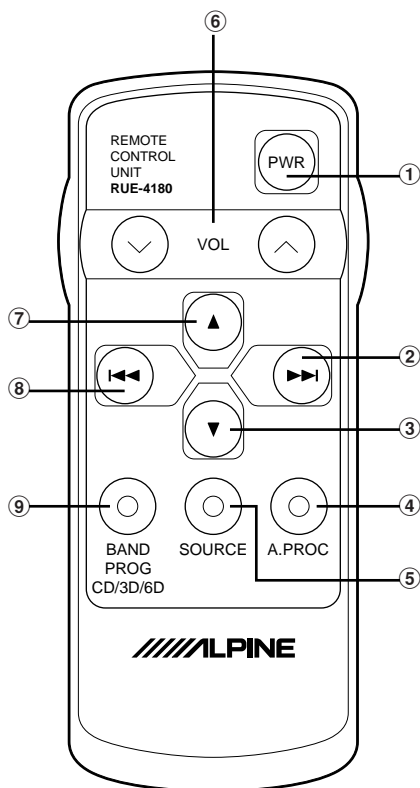 ⑥
REMOTE
CONTROL
UNIT
RUE-4180
PWR
①
VOL
⑦
②
⑧
③
⑨
④
BAND
PROG
CD/3D/6D
SOURCE
A.PROC
⑤
ALPINE